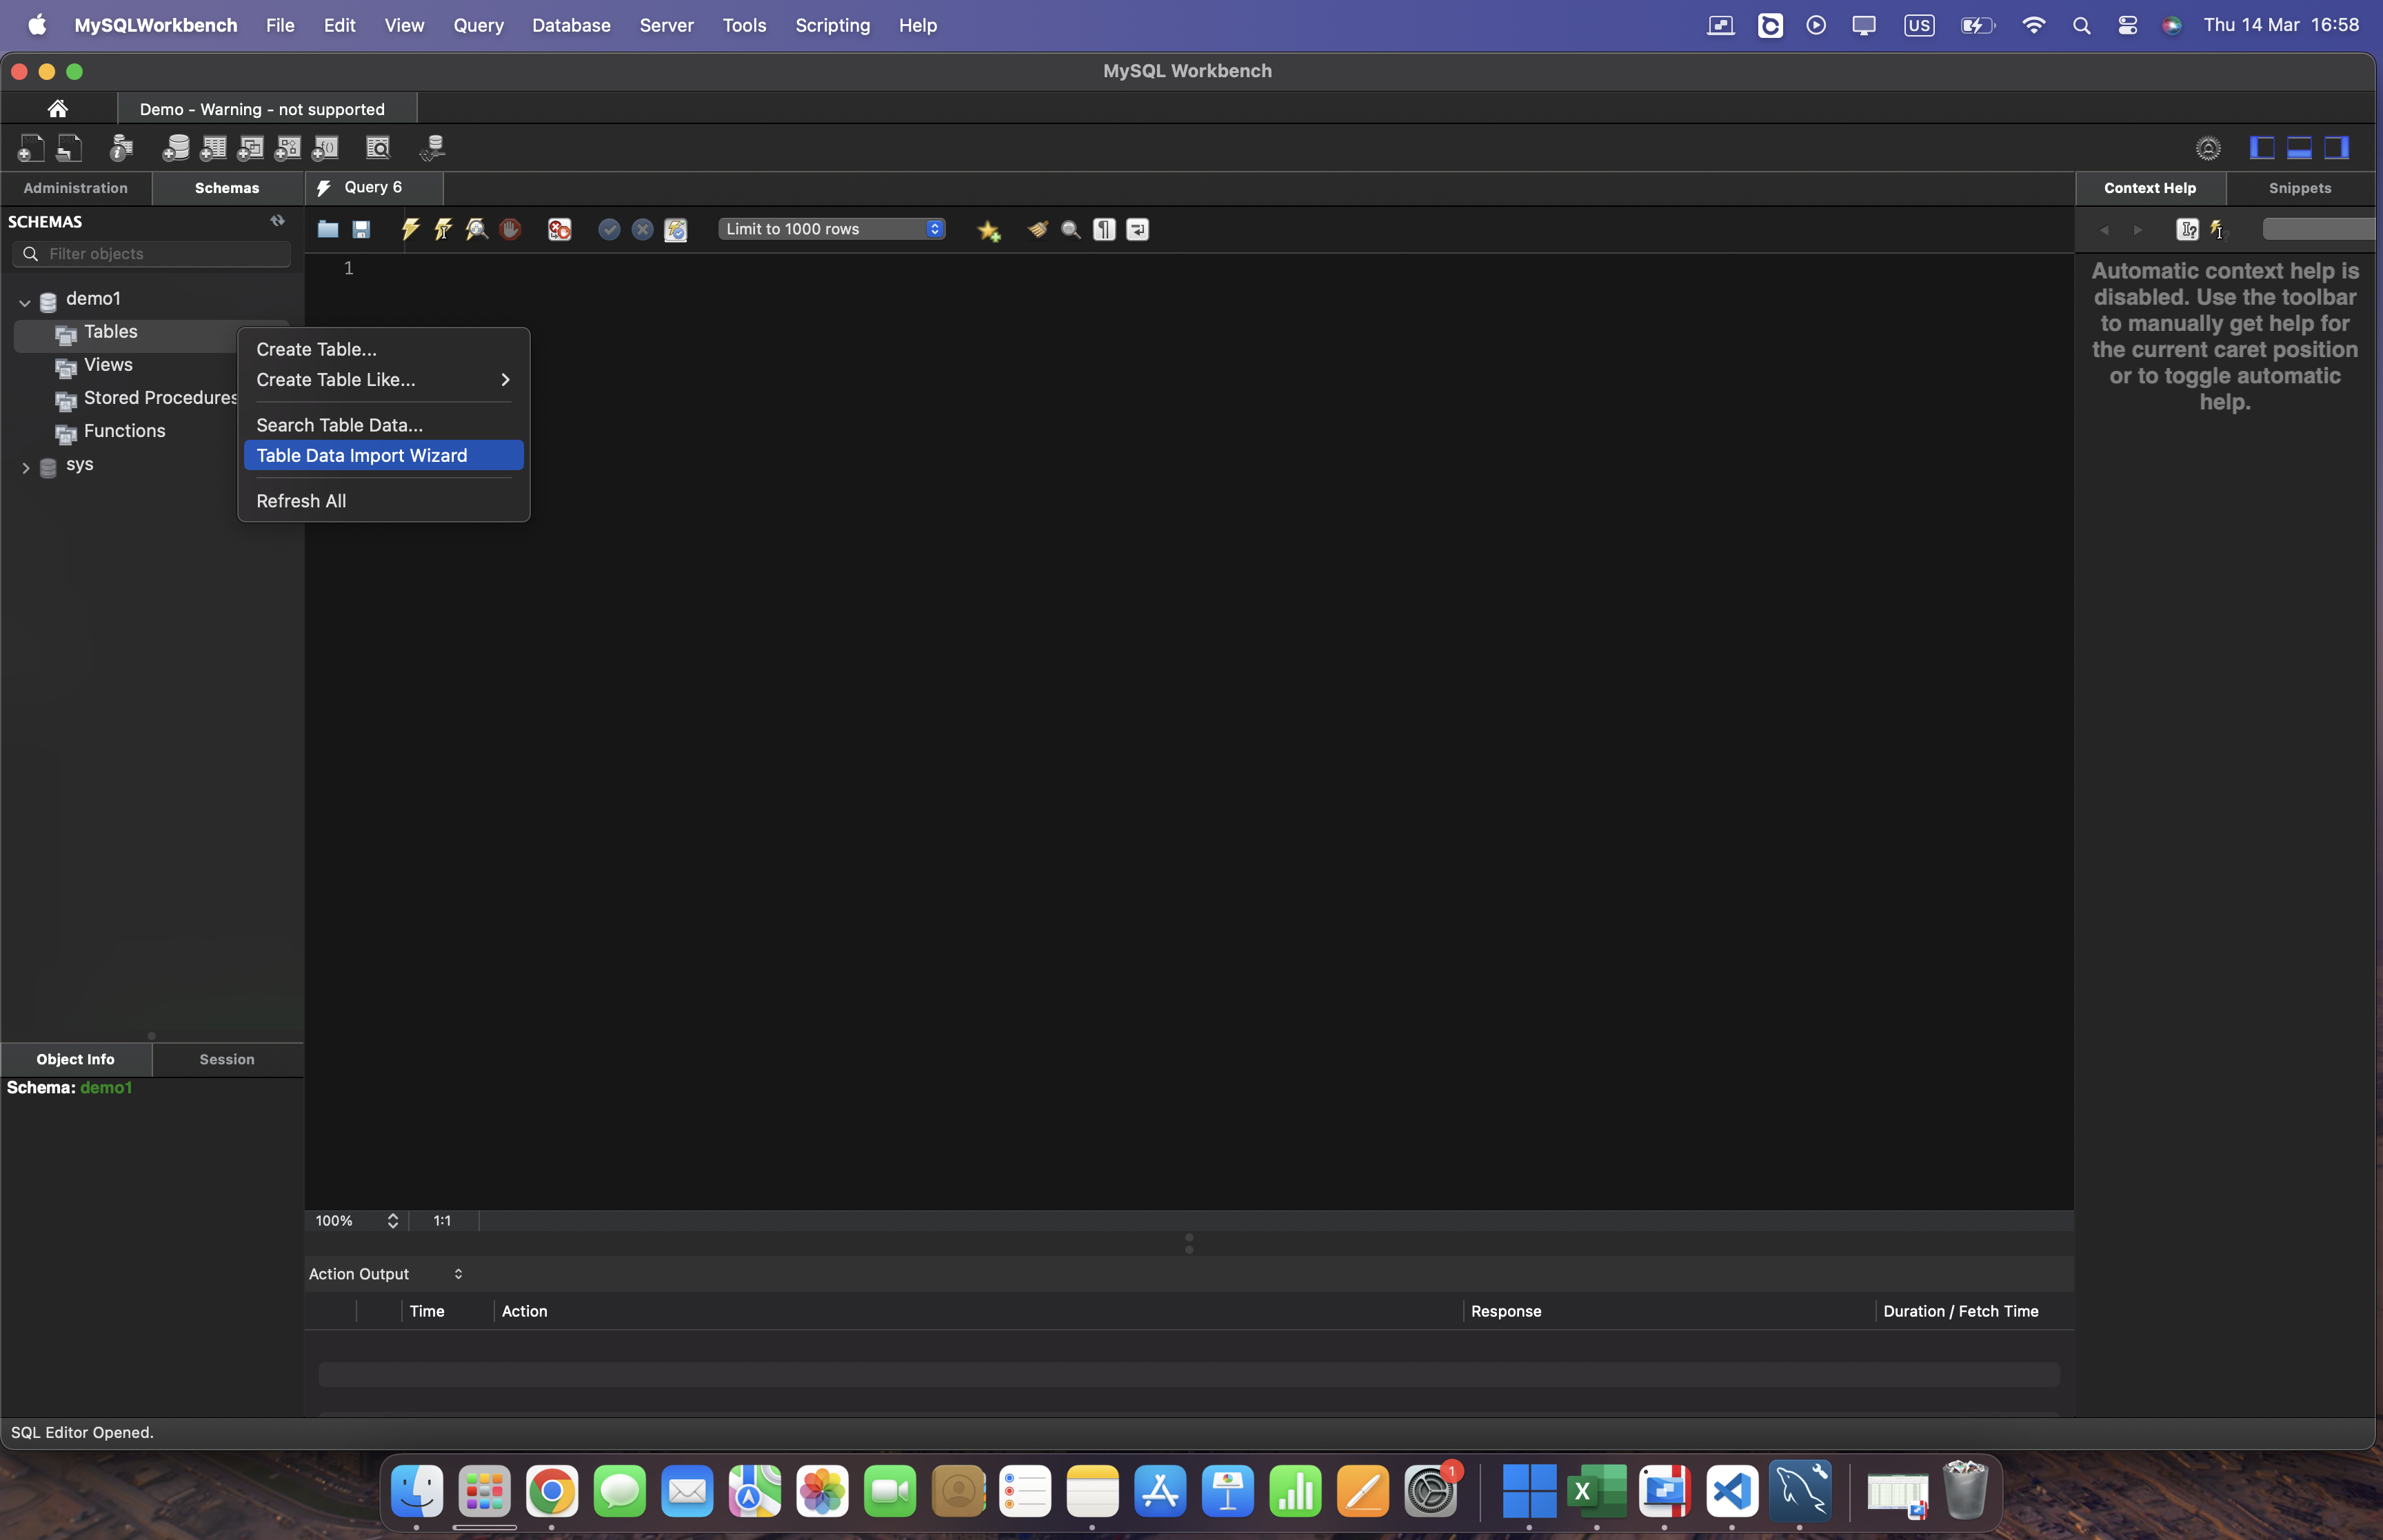 MySQLWorkbench File Edit View Query Database Server Tools Scripting Help US Thu 14 Mar 16:58
MySQL Workbench
Demo - Warning - not supported
Administration Schemas Query 6 Context Help Snippets
SCHEMAS
Limit to 1000 rows
Filter objects
1
demo1
Tables
Views
Stored Procedures
Functions
sys
Create Table...
Create Table Like...
Search Table Data...
Table Data Import Wizard
Refresh All
Automatic context help is
disabled. Use the toolbar
to manually get help for
the current caret position
or to toggle automatic
help.
Object Info Session
Schema: demo1
100% 1:1
Action Output
Time Action Response Duration / Fetch Time
SQL Editor Opened.
1
X